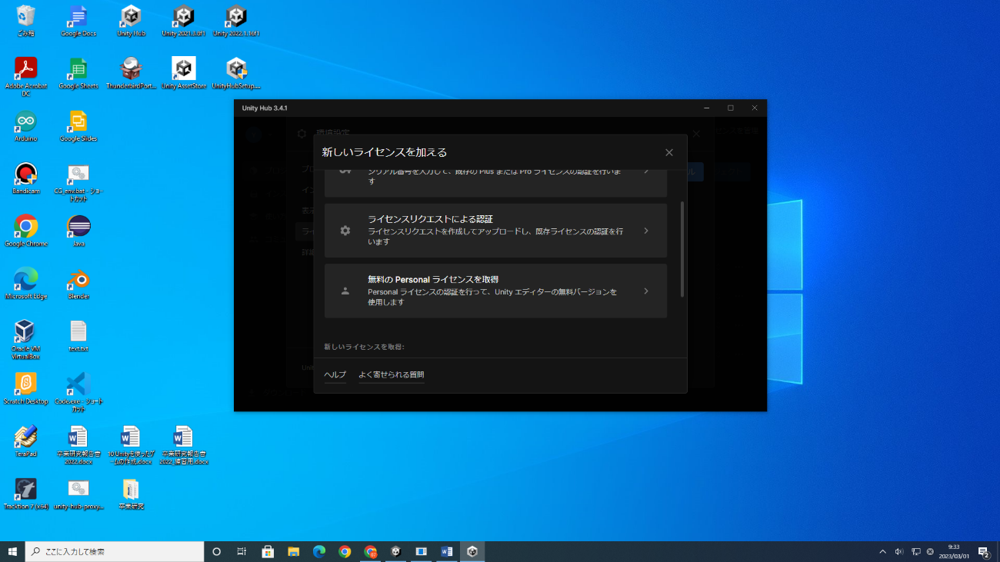 ごみ箱
Google Docs
Unity Hub
Unity 2021.3.8f1
Unity 2022.1.16f1
Adobe Acrobat
DC
Google Sheets
ThunderbirdPort...
Unity AssetStore
UnityHubSetup....
Arduino
Google Slides
Bandicam
CG_env.bat - ショー
トカット
Google Chrome
Java
Microsoft Edge
Blender
Oracle VM
VirtualBox
text.txt
Scratch Desktop
Code.exe - ショート
カット
TeraPad
卒業研究報告書
2022.docx
10.Unityを使ったゲ
ームの作成.docx
卒業研究報告書
2022_練習用.docx
Tracktion 7 (x64)
unity-hub-proxy...
卒業研究
Unity Hub 3.4.1
環境設定
新しいライセンスを加える
シリアル番号を入力して、既存の Plus または Pro ライセンスの認証を行いま
す
ライセンスリクエストによる認証
ライセンスリクエストを作成してアップロードし、既存ライセンスの認証を行
います
無料の Personal ライセンスを取得
Personal ライセンスの認証を行って、Unity エディターの無料バージョンを
使用します
新しいライセンスを取得:
ヘルプ
よく寄せられる質問
ここに入力して検索
9:33
2023/03/01
2